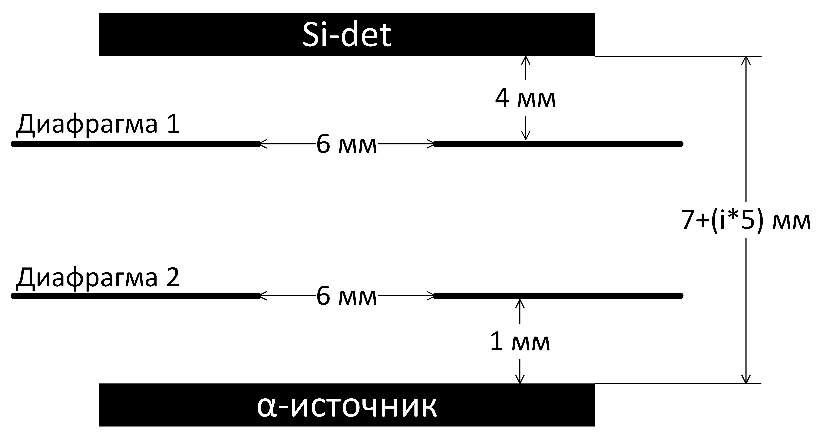 Si-det
4 мм
Диафрагма 1
6 мм
7+(i*5) мм
Диафрагма 2
6 мм
1 мм
α-источник